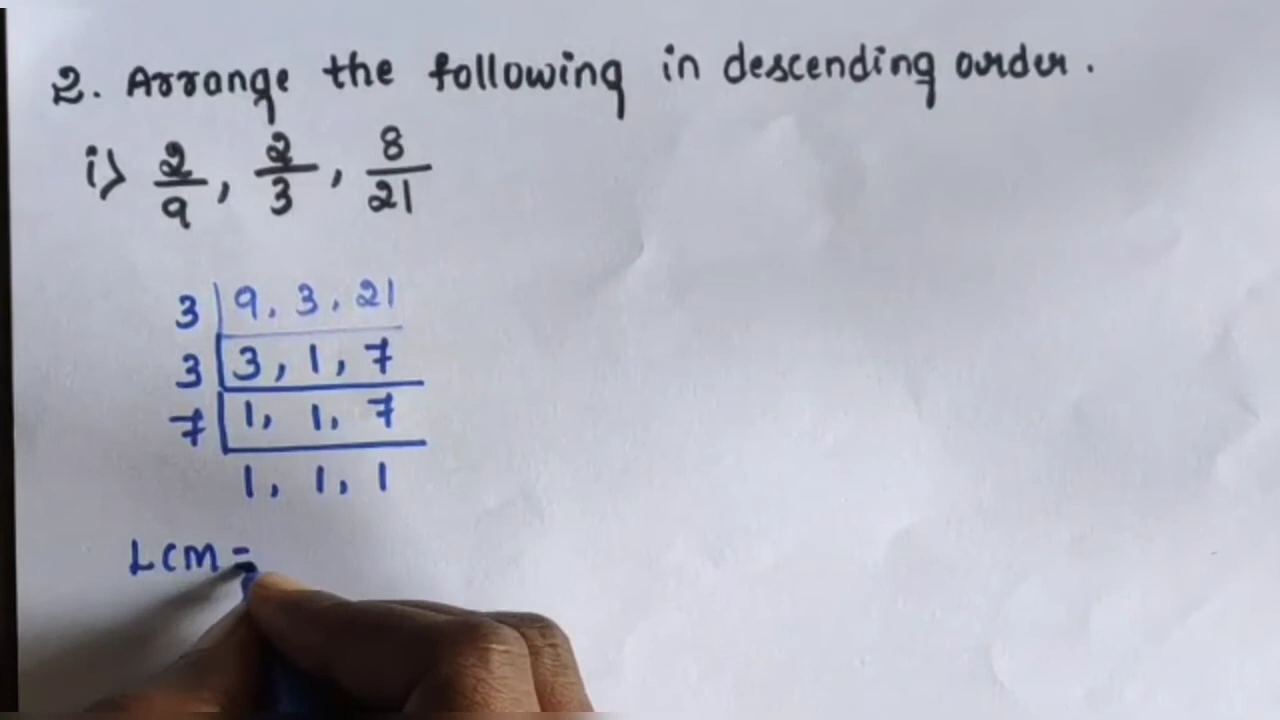 2. Arrange the following in descending order.
i> 2/9, 2/3, 8/21
3 | 9, 3, 21
3 | 3, 1, 7
7 | 1, 1, 7
1, 1, 1
LCM =